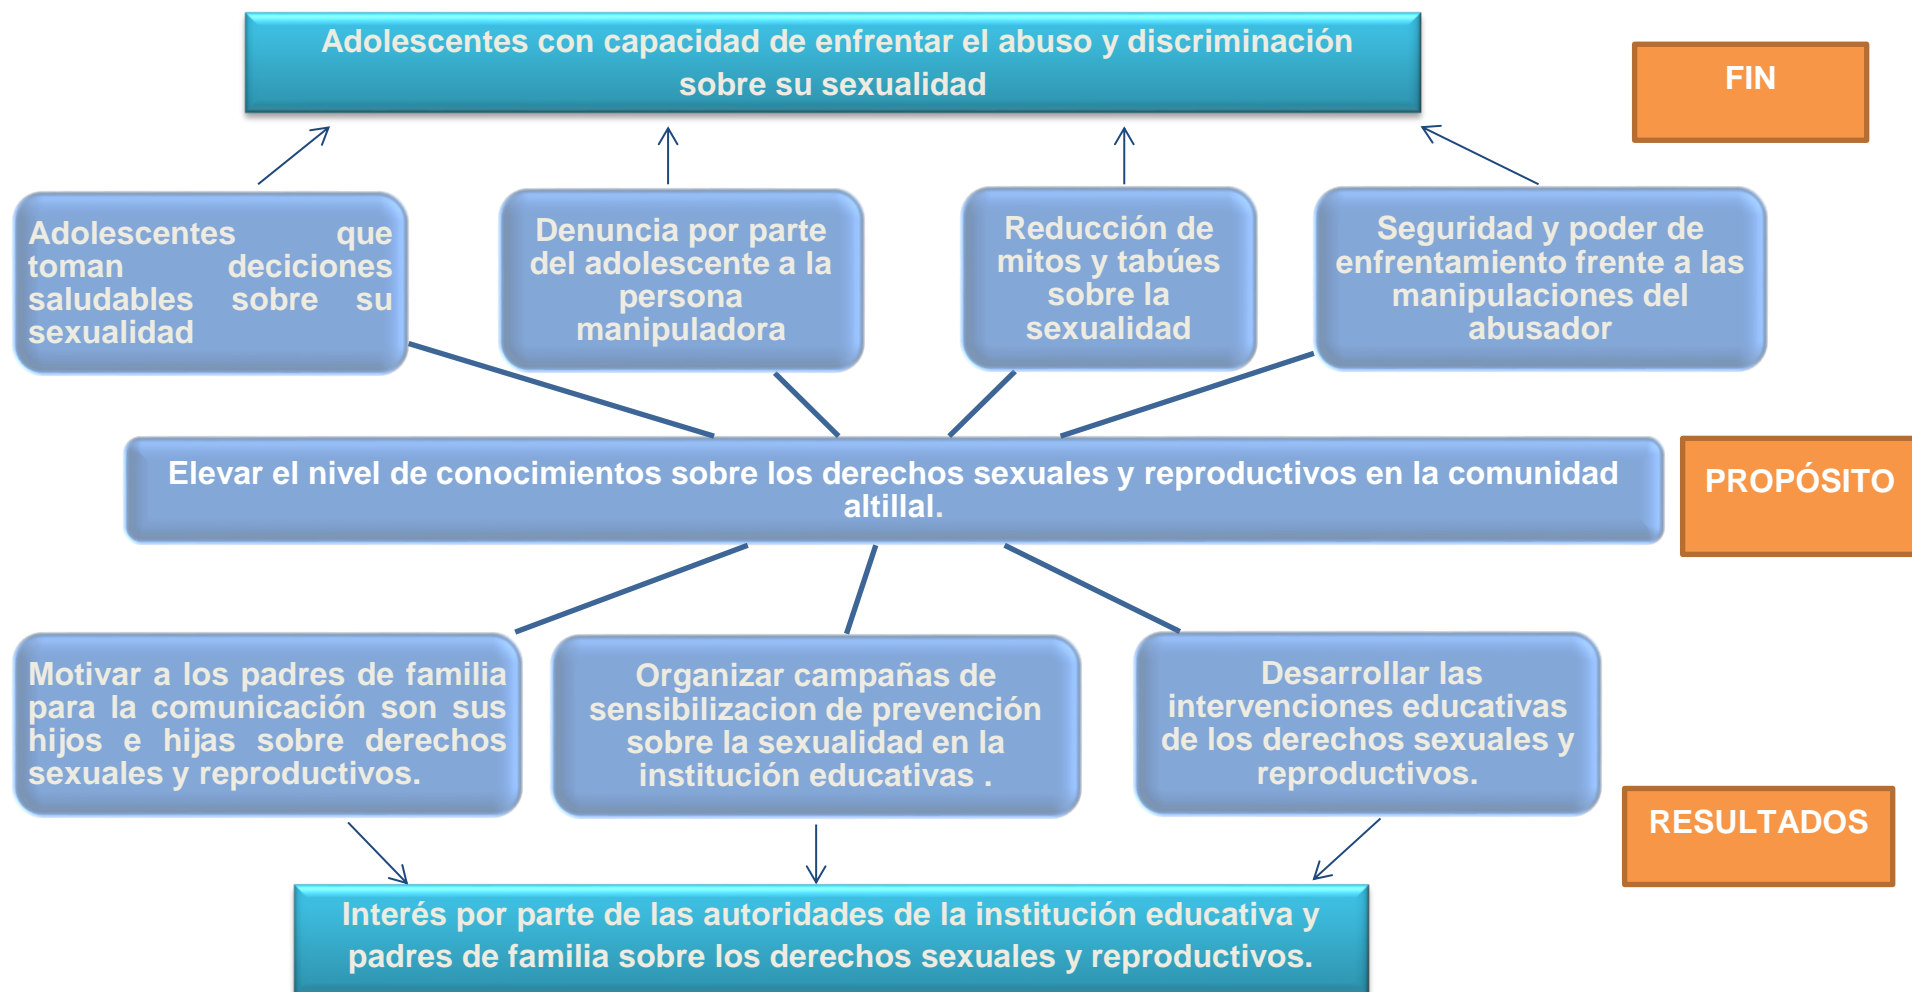 Adolescentes con capacidad de enfrentar el abuso y discriminación
sobre su sexualidad
FIN
Adolescentes que
toman deciciones
saludables sobre su
sexualidad
Denuncia por parte
del adolescente a la
persona
manipuladora
Reducción de
mitos y tabúes
sobre la
sexualidad
Seguridad y poder de
enfrentamiento frente a las
manipulaciones del
abusador
Elevar el nivel de conocimientos sobre los derechos sexuales y reproductivos en la comunidad
altillal.
PROPÓSITO
Motivar a los padres de familia
para la comunicación son sus
hijos e hijas sobre derechos
sexuales y reproductivos.
Organizar campañas de
sensibilizacion de prevención
sobre la sexualidad en la
institución educativas .
Desarrollar las
intervenciones educativas
de los derechos sexuales y
reproductivos.
RESULTADOS
Interés por parte de las autoridades de la institución educativa y
padres de familia sobre los derechos sexuales y reproductivos.